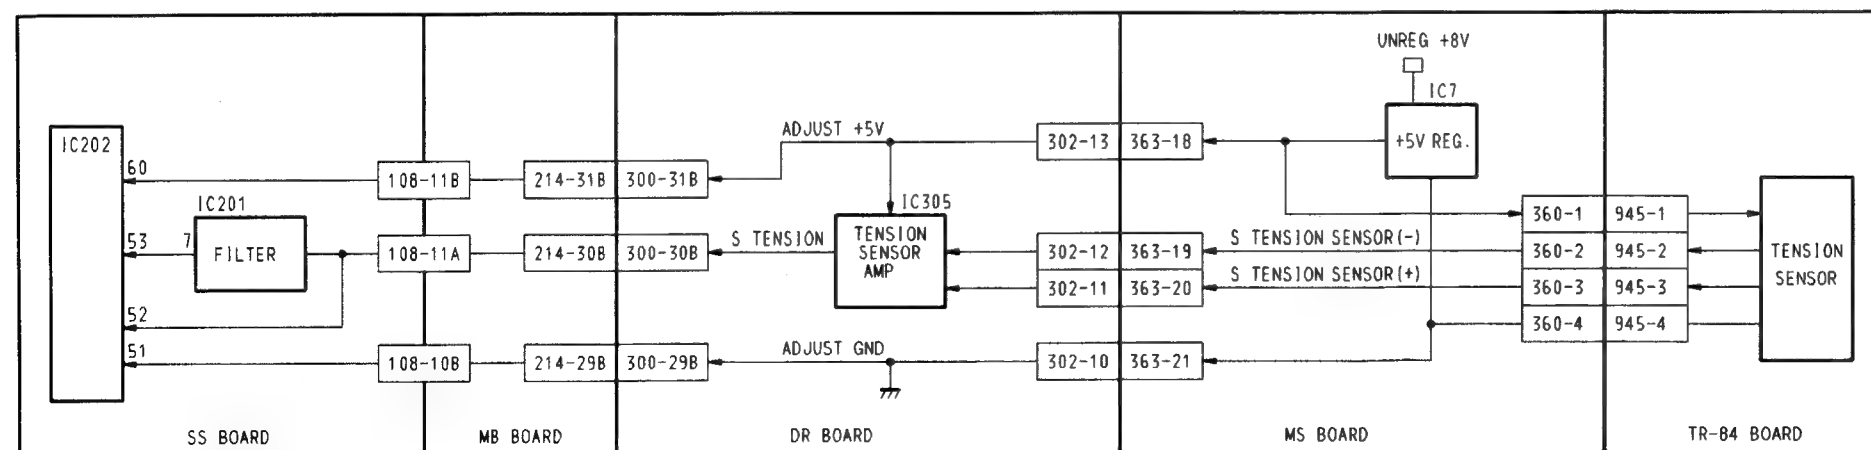 UNREG +8V
IC7
+5V REG.
ADJUST +5V
302-13
363-18
IC202
60
108-11B
214-31B
300-31B
IC201
IC305
360-1
945-1
53
7
FILTER
108-11A
214-30B
300-30B
S TENSION
TENSION
SENSOR
AMP
302-12
363-19
S TENSION SENSOR(-)
360-2
945-2
TENSION
SENSOR
302-11
363-20
S TENSION SENSOR(+)
360-3
945-3
52
360-4
945-4
51
108-10B
214-29B
300-29B
ADJUST GND
302-10
363-21
SS BOARD
MB BOARD
DR BOARD
MS BOARD
TR-84 BOARD